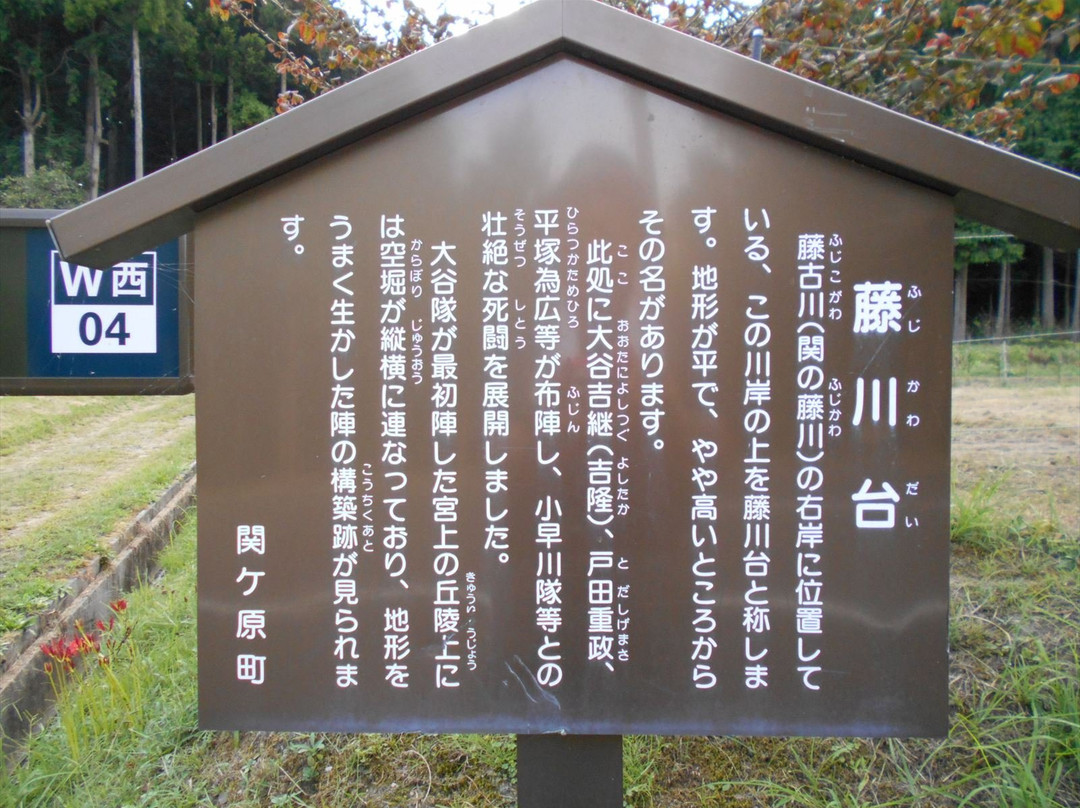 藤川台
藤古川(関の藤川)の右岸に位置して
いる、この川岸の上を藤川台と称しま
す。地形が平で、やや高いところから
その名があります。
此処に大谷吉継(吉隆)、戸田重政、
平塚為広等が布陣し、小早川隊等との
壮絶な死闘を展開しました。
大谷隊が最初陣した宮上の丘陵上に
は空堀が縦横に連なっており、地形を
うまく生かした陣の構築跡が見られま
す。
関ケ原町
W西
04